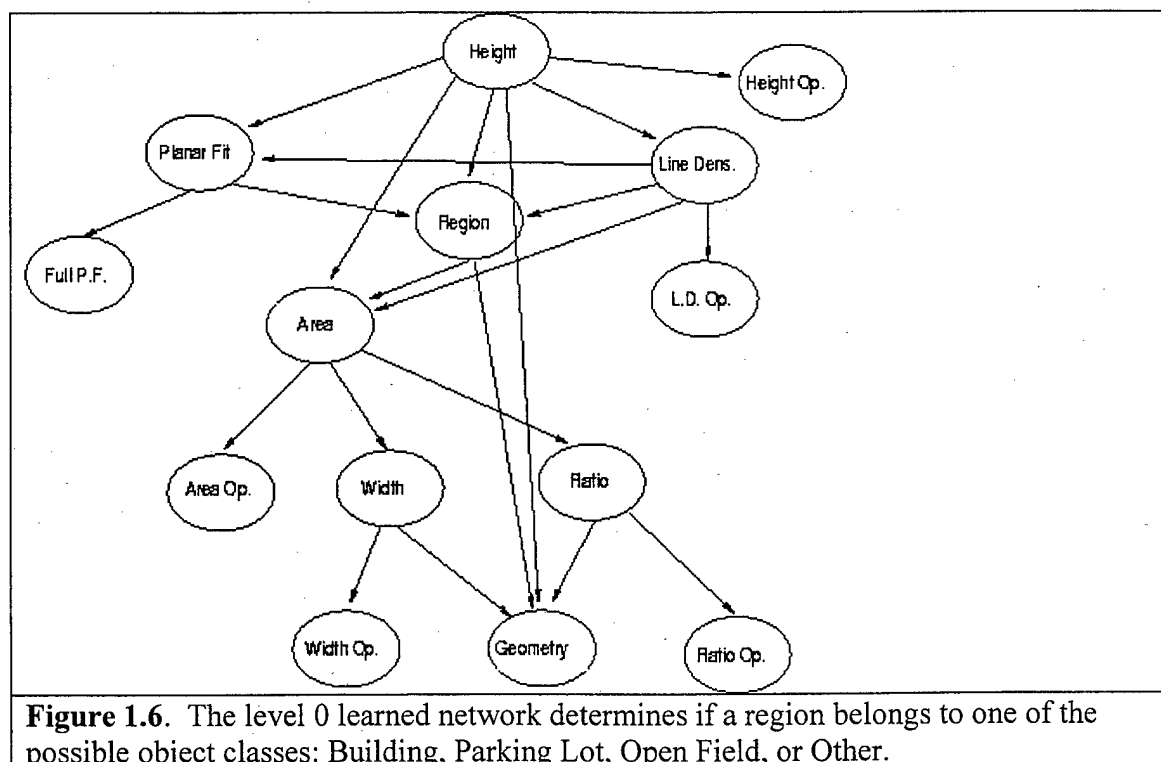 Height
Height Op.
Planar Fit
Line Dens.
Region
Full P.F.
L.D. Op.
Area
Area Op.
Width
Ratio
Width Op.
Geometry
Ratio Op.
Figure 1.6. The level 0 learned network determines if a region belongs to one of the
possible object classes: Building, Parking Lot, Open Field, or Other.